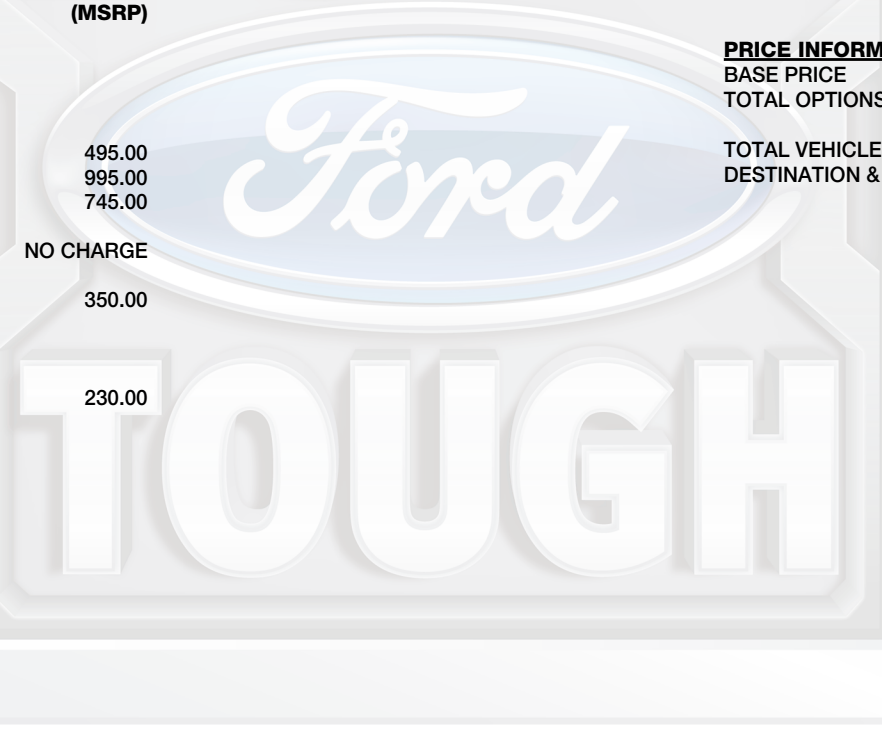 (MSRP)
495.00
995.00
745.00
NO CHARGE
350.00
230.00
PRICE INFORM
BASE PRICE
TOTAL OPTIONS
TOTAL VEHICLE
DESTINATION &
Ford
TOUGH